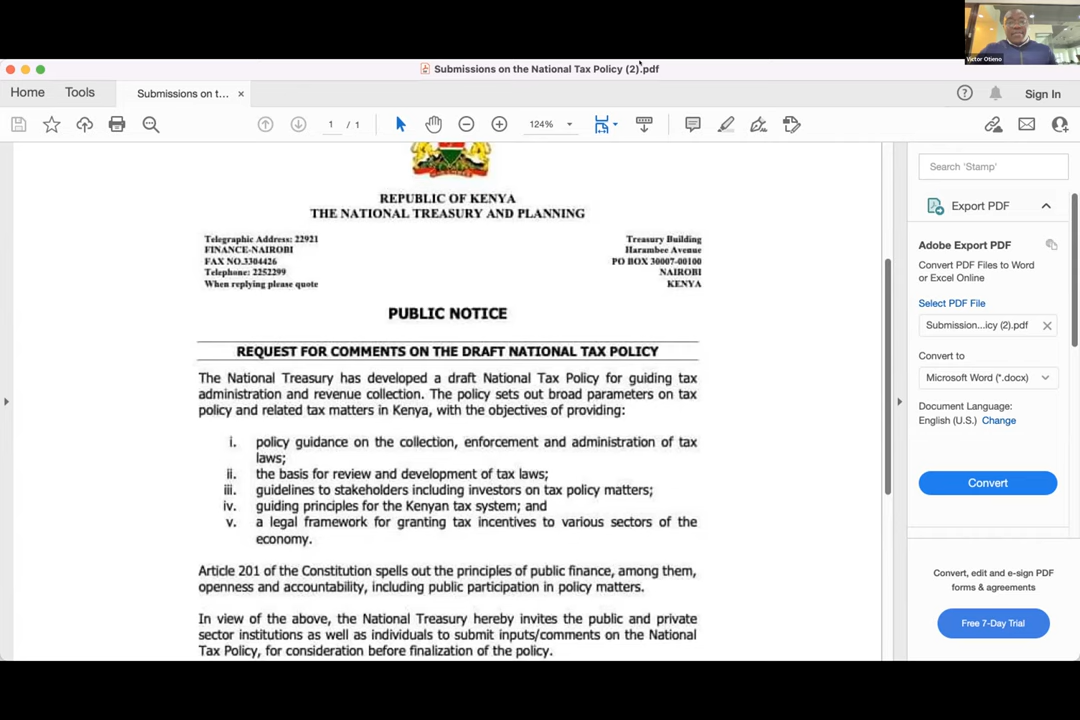 Victor Otieno
Submissions on the National Tax Policy (2).pdf
Home Tools Submissions on t... × Sign In
1 / 1 124%
REPUBLIC OF KENYA
THE NATIONAL TREASURY AND PLANNING
Telegraphic Address: 22921
FINANCE-NAIROBI
FAX NO.3304426
Telephone: 2252299
When replying please quote
Treasury Building
Harambee Avenue
PO BOX 30007-00100
NAIROBI
KENYA
PUBLIC NOTICE
REQUEST FOR COMMENTS ON THE DRAFT NATIONAL TAX POLICY
The National Treasury has developed a draft National Tax Policy for guiding tax
administration and revenue collection. The policy sets out broad parameters on tax
policy and related tax matters in Kenya, with the objectives of providing:
i. policy guidance on the collection, enforcement and administration of tax
laws;
ii. the basis for review and development of tax laws;
iii. guidelines to stakeholders including investors on tax policy matters;
iv. guiding principles for the Kenyan tax system; and
v. a legal framework for granting tax incentives to various sectors of the
economy.
Article 201 of the Constitution spells out the principles of public finance, among them,
openness and accountability, including public participation in policy matters.
In view of the above, the National Treasury hereby invites the public and private
sector institutions as well as individuals to submit inputs/comments on the National
Tax Policy, for consideration before finalization of the policy.
Search 'Stamp'
Export PDF
Adobe Export PDF
Convert PDF Files to Word
or Excel Online
Select PDF File
Submission...icy (2).pdf
Convert to
Microsoft Word (*.docx)
Document Language:
English (U.S.) Change
Convert
Convert, edit and e-sign PDF
forms & agreements
Free 7-Day Trial